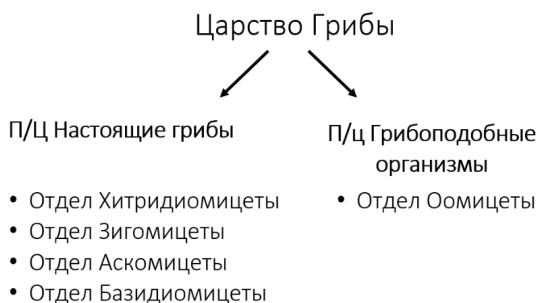 Царство Грибы
П/Ц Настоящие грибы
• Отдел Хитридиомицеты
• Отдел Зигомицеты
• Отдел Аскомицеты
• Отдел Базидиомицеты
П/ц Грибоподобные
организмы
• Отдел Оомицеты